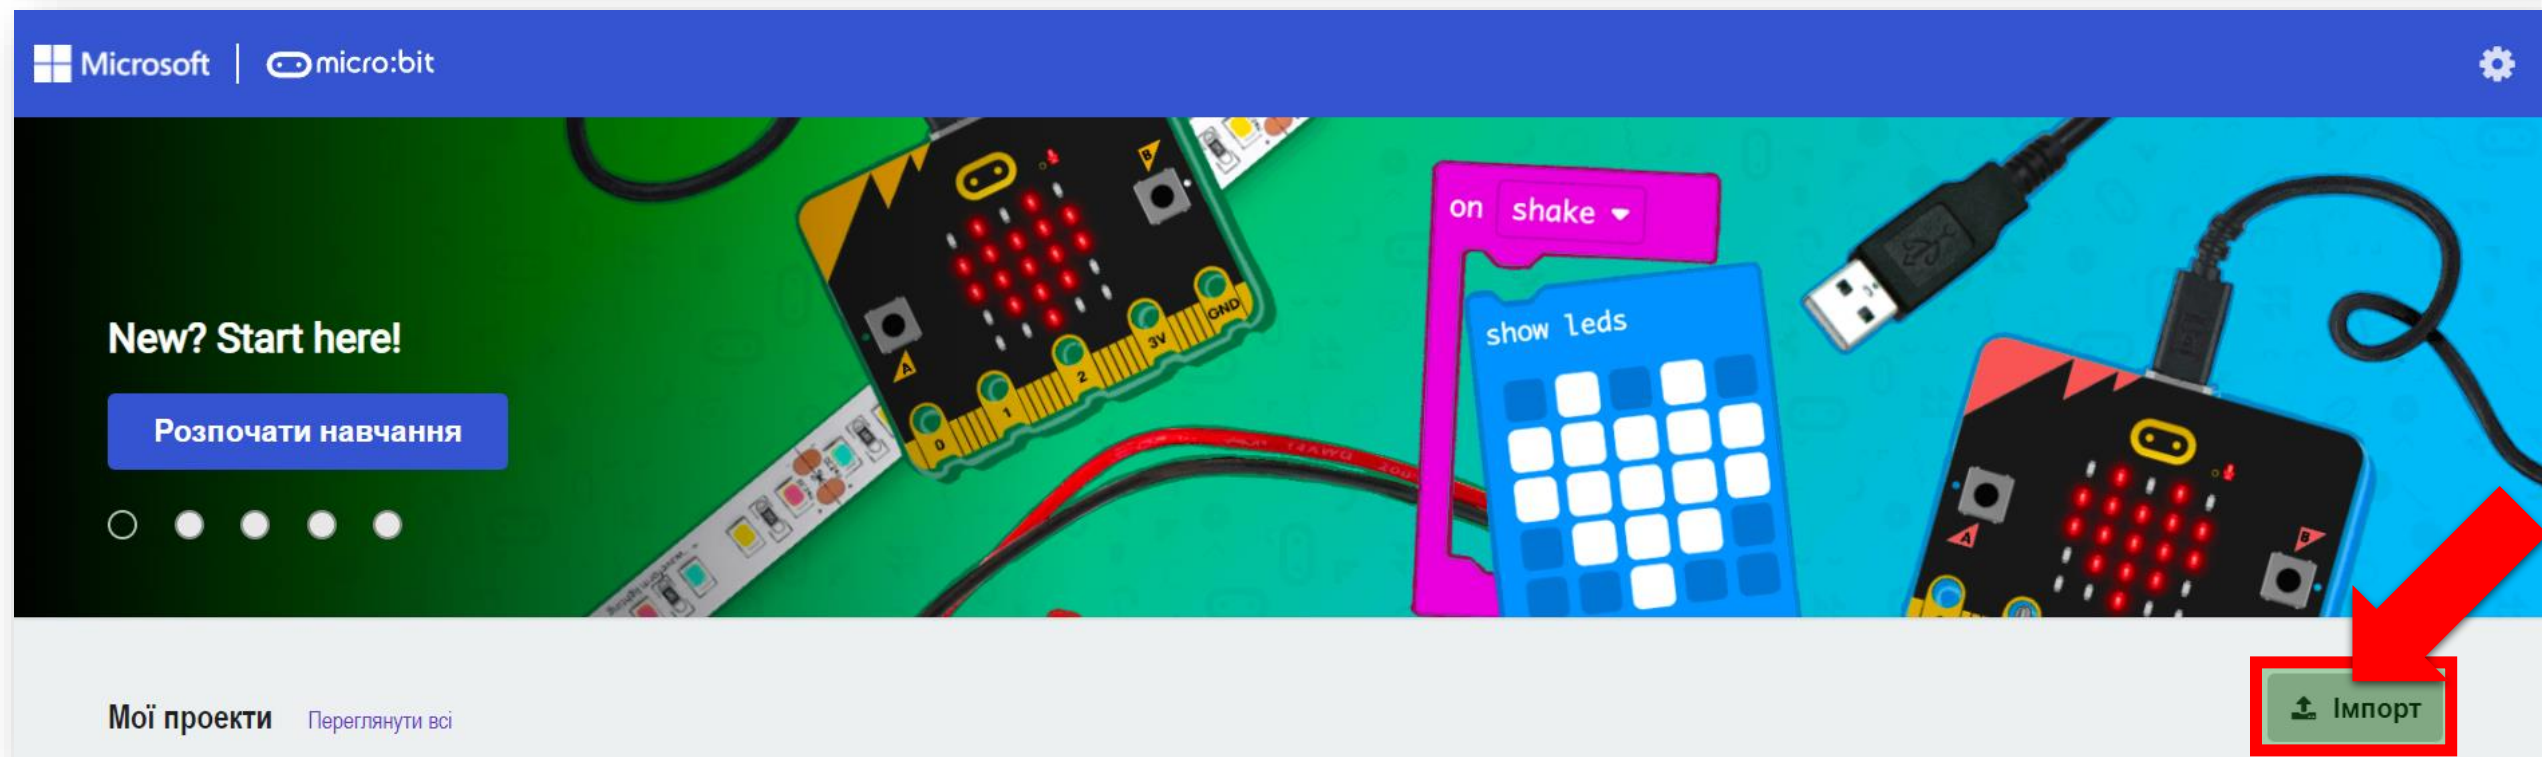 Microsoft micro:bit
on shake
show leds
New? Start here!
Розпочати навчання
A
B
0 1 2 3V GND
A
B
Мої проекти Переглянути всі
Імпорт